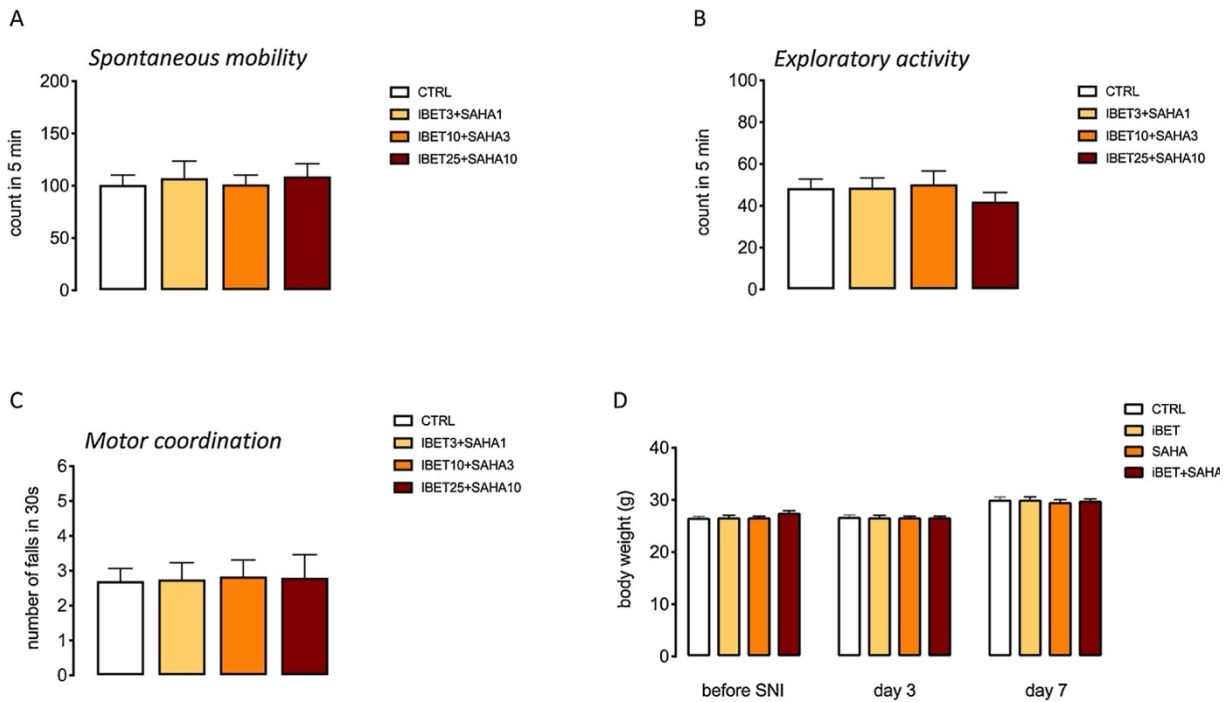 A
Spontaneous mobility
count in 5 min
200
150
100
50
0
CTRL
IBET3+SAHA1
IBET10+SAHA3
IBET25+SAHA10
B
Exploratory activity
count in 5 min
100
80
60
40
20
0
CTRL
IBET3+SAHA1
IBET10+SAHA3
IBET25+SAHA10
C
Motor coordination
number of falls in 30s
6
5
4
3
2
1
0
CTRL
IBET3+SAHA1
IBET10+SAHA3
IBET25+SAHA10
D
body weight (g)
40
30
20
10
0
before SNI
day 3
day 7
CTRL
iBET
SAHA
iBET+SAHA